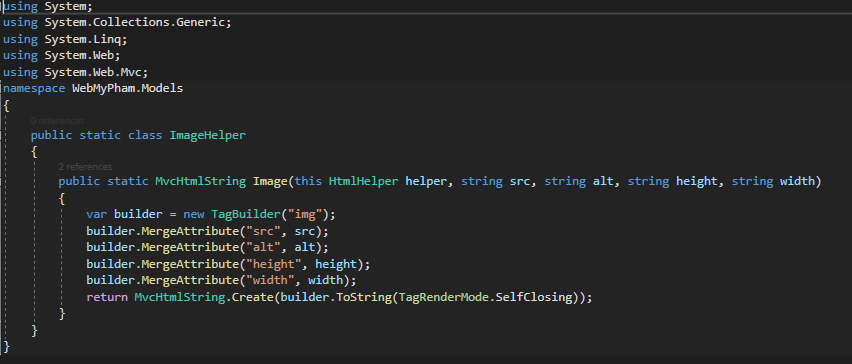 using System;
using System.Collections.Generic;
using System.Linq;
using System.Web;
using System.Web.Mvc;
namespace WebMyPham.Models
{
0 references
public static class ImageHelper
{
2 references
public static MvcHtmlString Image(this HtmlHelper helper, string src, string alt, string height, string width)
{
var builder = new TagBuilder("img");
builder.MergeAttribute("src", src);
builder.MergeAttribute("alt", alt);
builder.MergeAttribute("height", height);
builder.MergeAttribute("width", width);
return MvcHtmlString.Create(builder.ToString(TagRenderMode.SelfClosing));
}
}
}